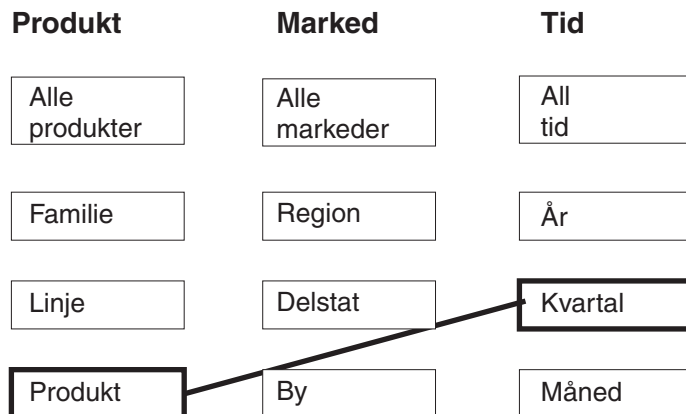 Produkt Marked Tid
Alle
produkter
Alle
markeder
All
tid
Familie Region År
Linje Delstat Kvartal
Produkt By Måned